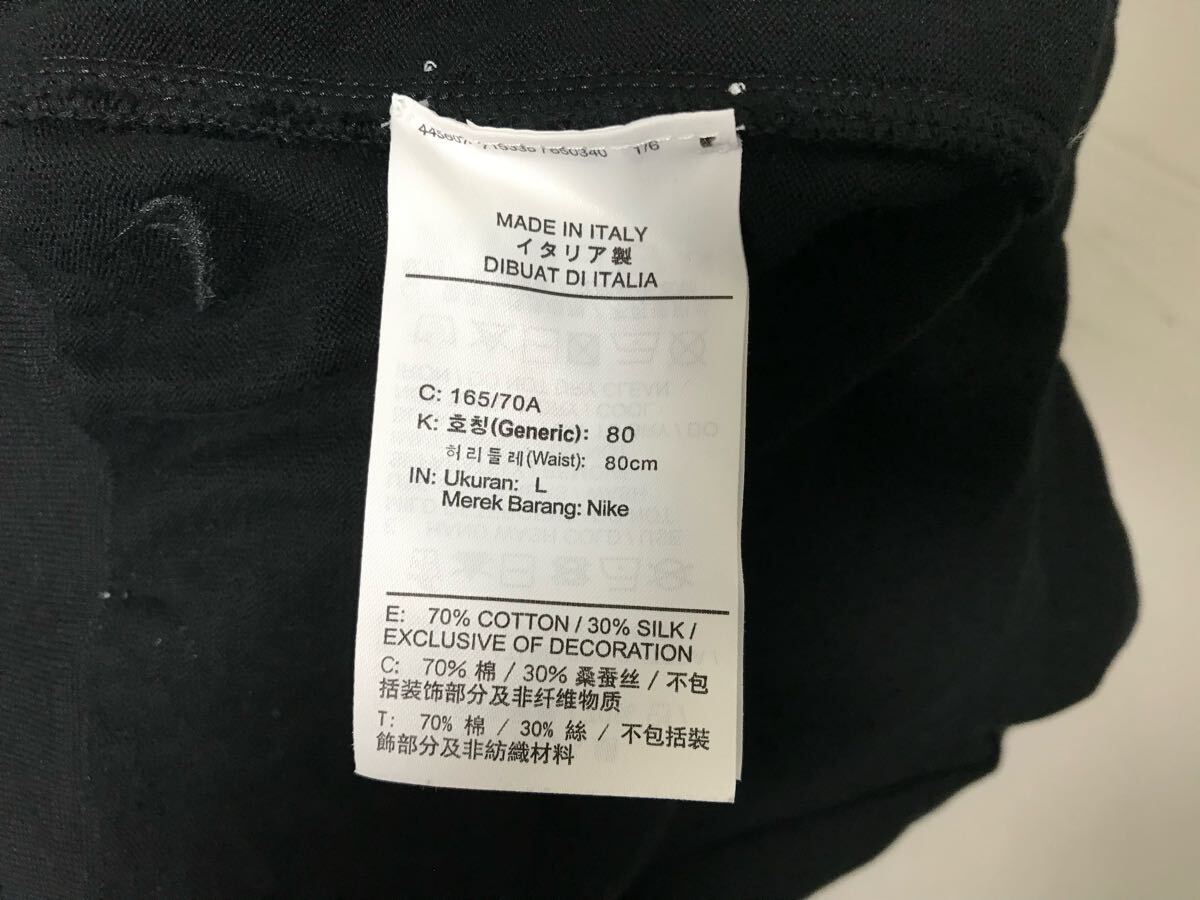 1/6
MADE IN ITALY
イタリア製
DIBUAT DI ITALIA
C: 165/70A
K: 호칭(Generic): 80
허리둘레(Waist): 80cm
IN: Ukuran: L
Merek Barang: Nike
E: 70% COTTON / 30% SILK /
EXCLUSIVE OF DECORATION
C: 70% 棉 / 30% 桑蚕丝 / 不包
括装饰部分及非纤维物质
T: 70% 棉 / 30% 絲 / 不包括裝
飾部分及非紡織材料